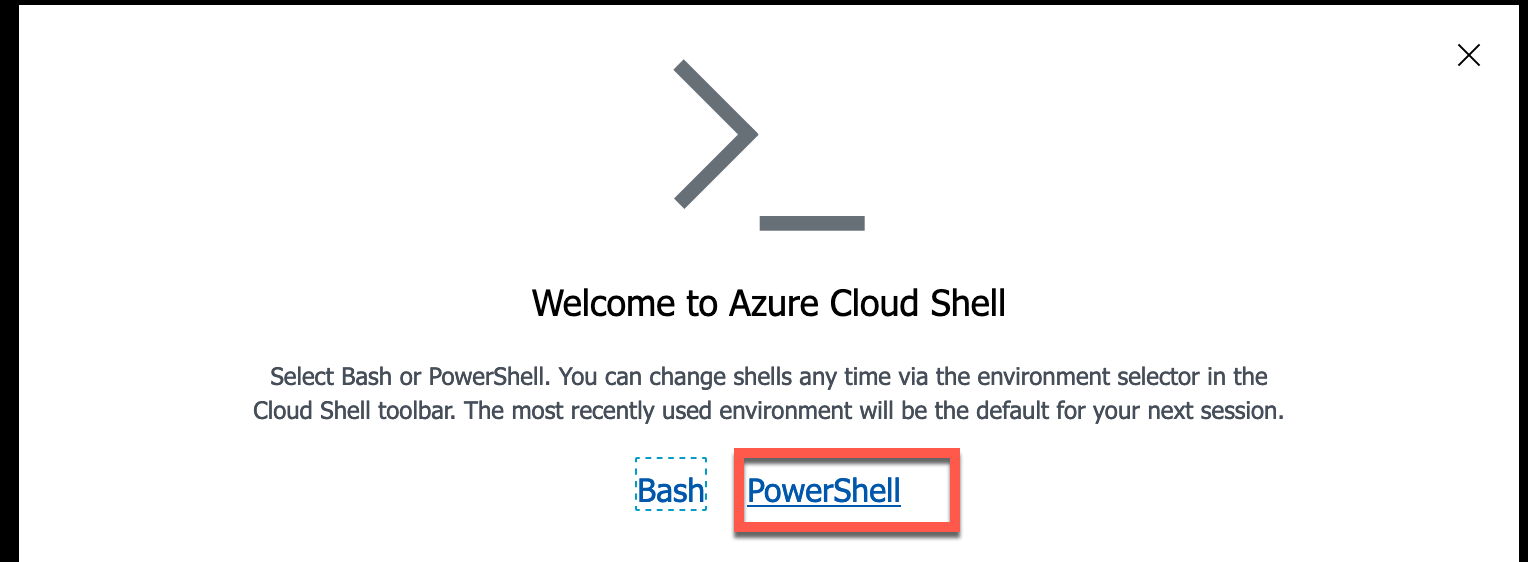 Welcome to Azure Cloud Shell
Select Bash or PowerShell. You can change shells any time via the environment selector in the
Cloud Shell toolbar. The most recently used environment will be the default for your next session.
Bash PowerShell